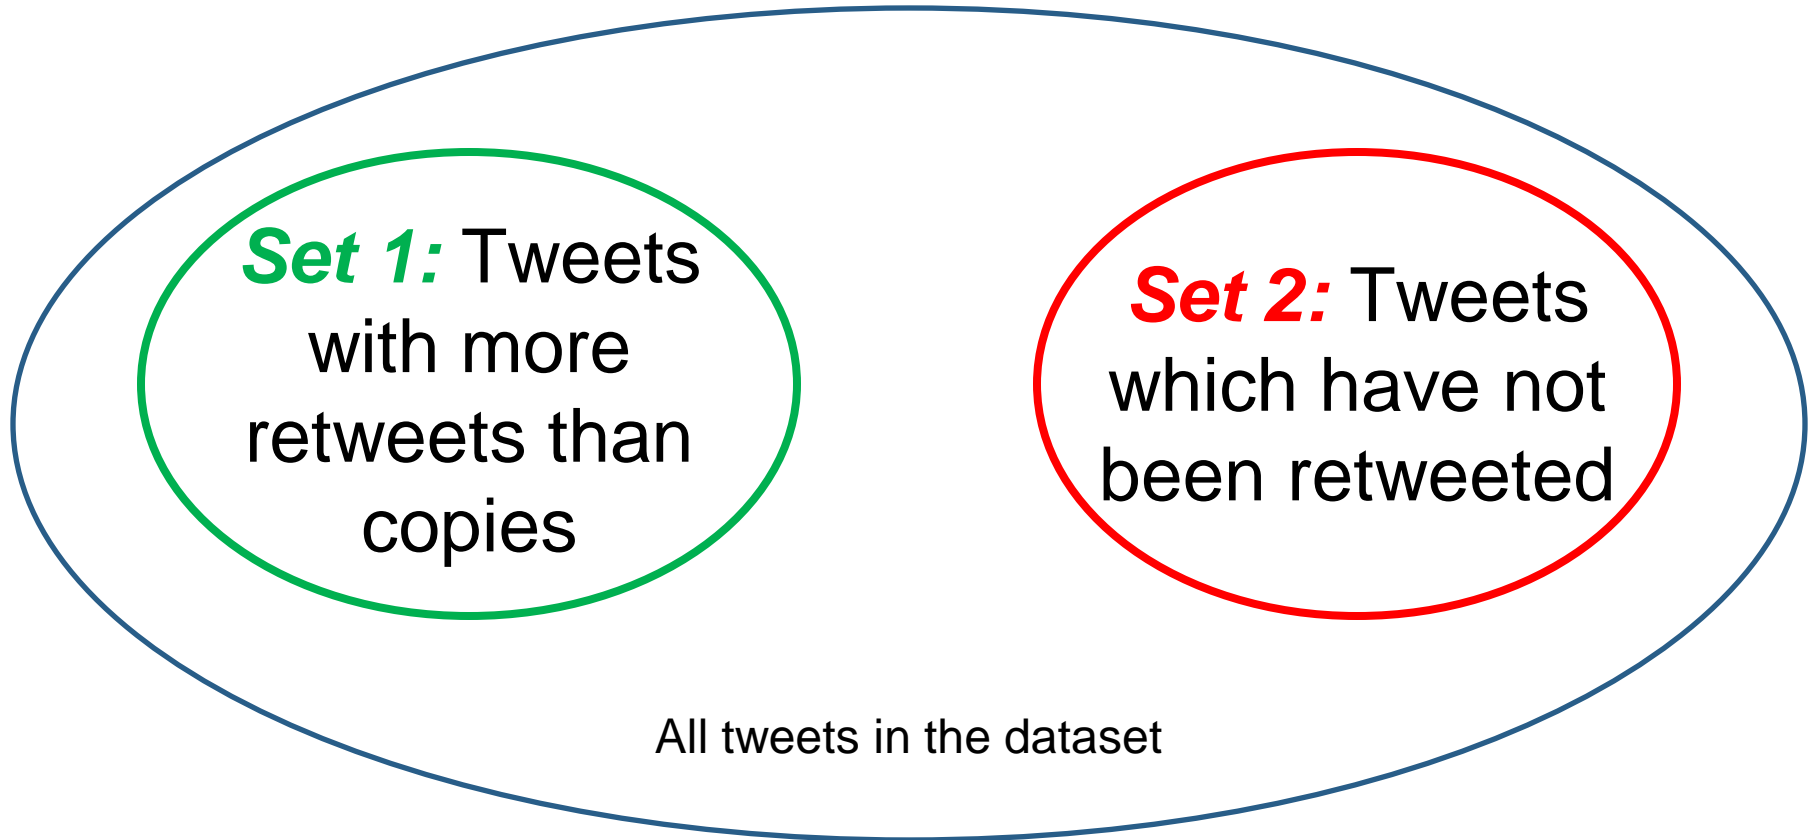 Set 1: Tweets
with more
retweets than
copies
Set 2: Tweets
which have not
been retweeted
All tweets in the dataset